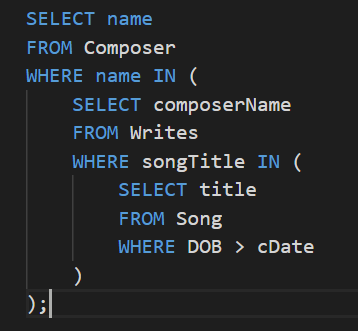 SELECT name
FROM Composer
WHERE name IN (
    SELECT composerName
    FROM Writes
    WHERE songTitle IN (
        SELECT title
        FROM Song
        WHERE DOB > cDate
    )
);